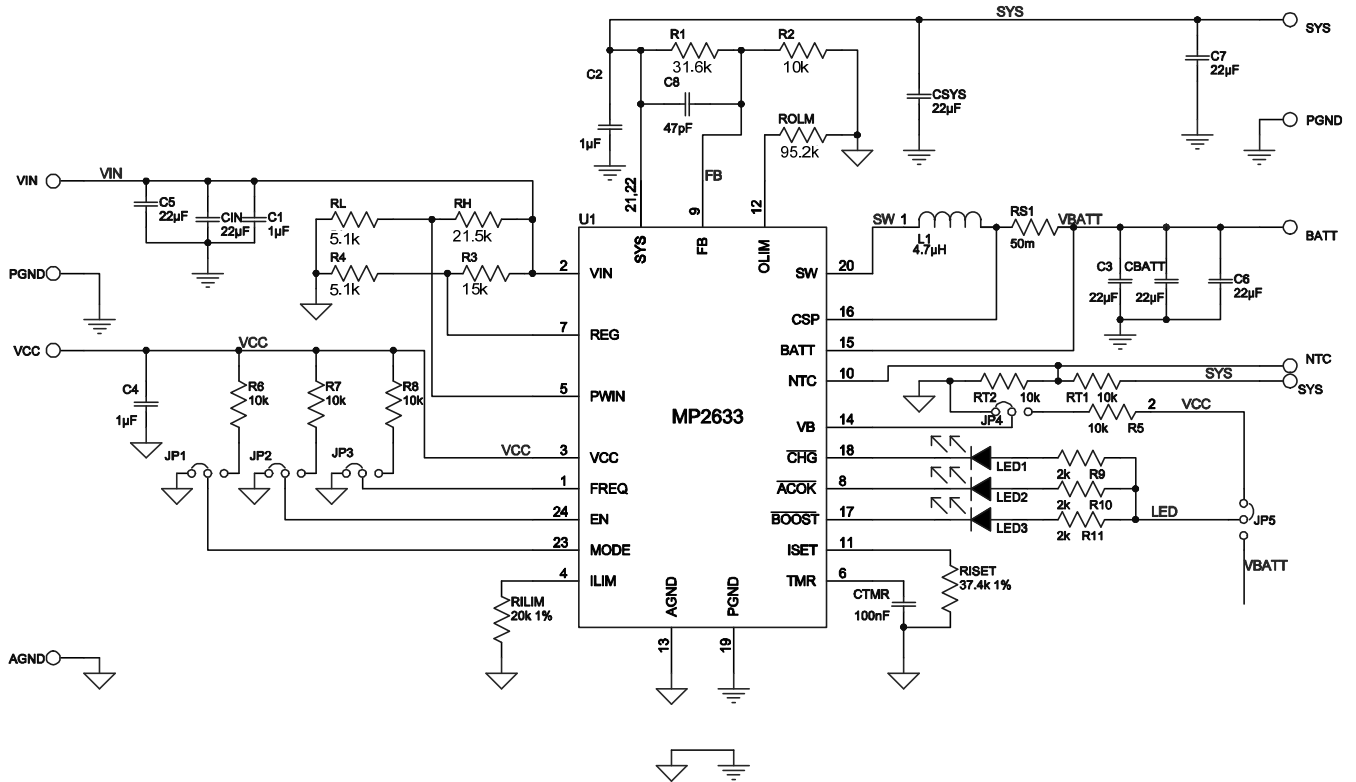 SYS
SYS
R1
31.6k
R2
10k
C2
1µF
C8
47pF
ROLM
95.2k
CSYS
22µF
C7
22µF
PGND
21,22
9
FB
12
VIN
VIN
C5
22µF
CIN
22µF
C1
1µF
RL
5.1k
RH
21.5k
R4
5.1k
R3
15k
PGND
U1
SYS
FB
OLIM
SW 1
L1
4.7µH
RS1
50m
VBATT
BATT
C3
22µF
CBATT
22µF
C6
22µF
2
VIN
7
REG
5
PWIN
3
VCC
1
FREQ
24
EN
23
MODE
4
ILIM
MP2633
SW
20
CSP
16
BATT
15
NTC
10
VB
14
CHG
18
ACOK
8
BOOST
17
ISET
11
TMR
6
AGND
13
PGND
19
VCC
VCC
C4
1µF
R6
10k
R7
10k
R8
10k
JP1
JP2
JP3
VCC
RILIM
20k 1%
NTC
SYS
SYS
RT2
10k
RT1
10k
JP4
10k
R5
2
VCC
LED1
LED2
LED3
2k
R9
2k
R10
2k
R11
LED
JP5
VBATT
RISET
37.4k 1%
CTMR
100nF
AGND